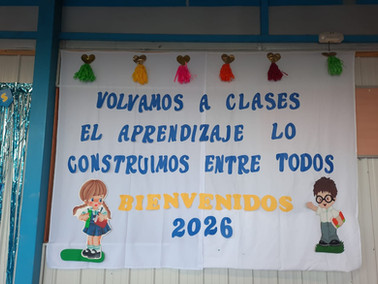 VOLVAMOS A CLASES
EL APRENDIZAJE LO
CONSTRUIMOS ENTRE TODOS
BIENVENIDOS
2026